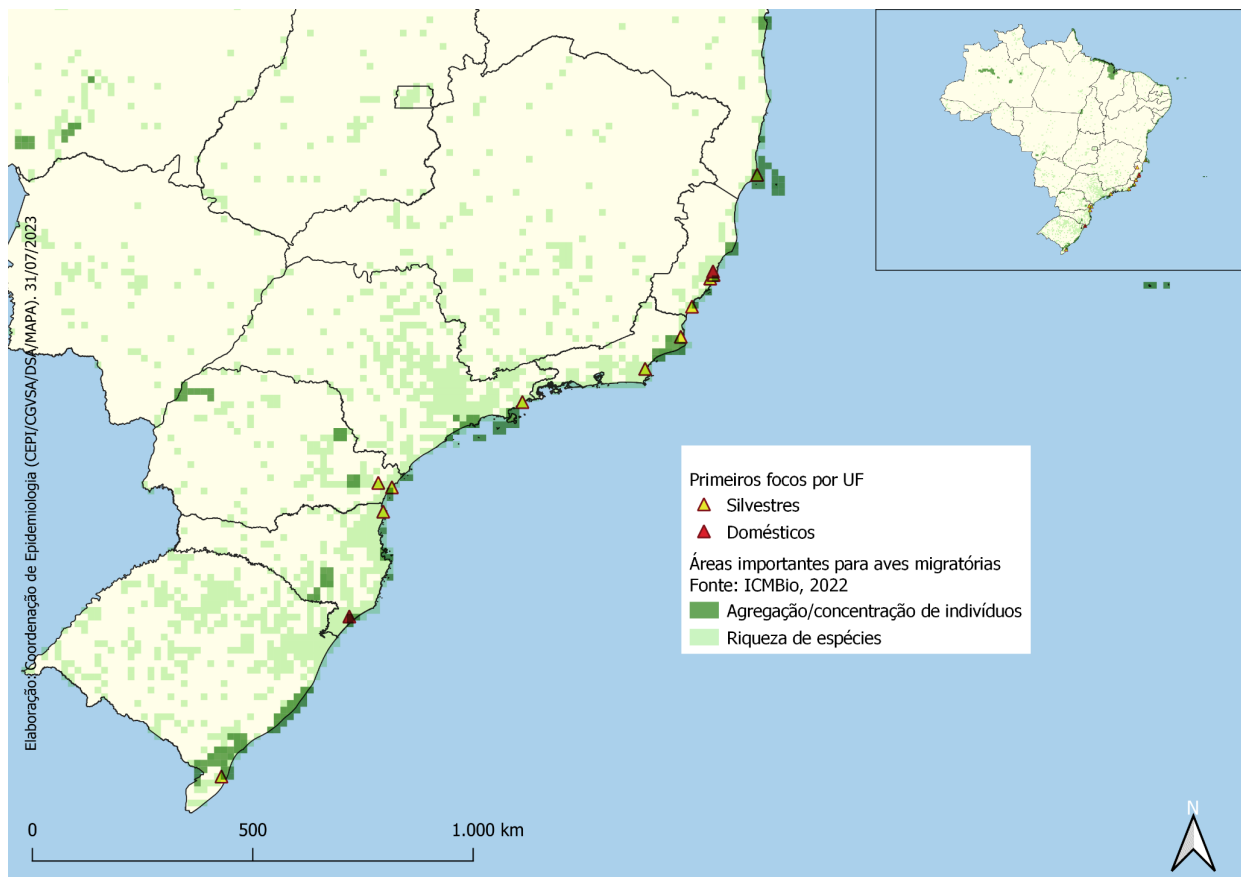 Elaboração: Coordenação de Epidemiologia (CEPI/CGVSA/DSA/MAPA). 31/07/2023
Primeiros focos por UF
Silvestres
Domésticos
Áreas importantes para aves migratórias
Fonte: ICMBio, 2022
Agregação/concentração de indivíduos
Riqueza de espécies
0 500 1.000 km
N